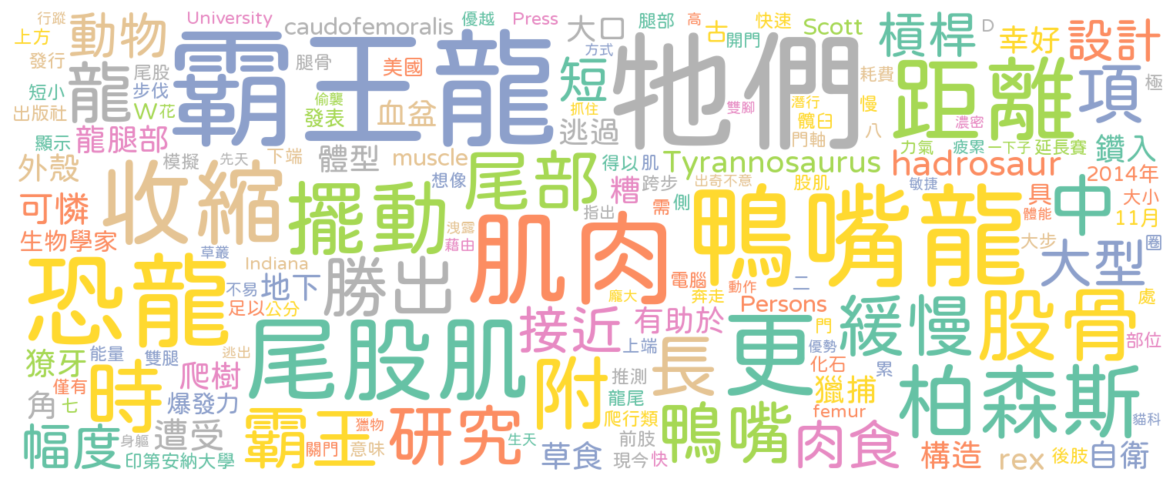 行蹤 動物 University caudofemoralis 優越 Press 大口 腿部 高 古 快速 Scott 槓桿 D 幸好 設計
上方 發行 龍 尾股 步伐 霸王龍 腿骨 美國 短 牠們 開門 耗費 距離 項 極
短小 出版社 W 花 偷襲 發表 血盆 抓住 逃過 雙腳 潛行 髖臼 慢 八 濃密
顯示 龍腿部 門軸 力氣 疲累 一下子 延長賽 鑽入
外殼 模擬 先天 下端 體型 muscle 尾部 得以 肌 Tyrannosaurus hadrosaur 2014年
可憐 收縮 擺動 想像 糟 跨步 出奇不意 股肌 敏捷 具 中 大小 體能 11月
生物學家 草叢 洩露 藉由 肌肉 指出 需 側 鴨嘴龍 大步 圈
恐龍 Indiana 不易 地下 勝出 電腦 奔走 動作 二 大型 處
足以 公分 龐大 Persons
獠牙 能量 雙腿 逃出 尾股肌 接近 有助於 上端 更 門 優勢 化石 緩慢 股骨 部位
角 僅有 七 時 爬樹 爆發力 附 推測 龍尾 長 獵捕 累 柏森斯 貓科
幅度 身軀 遭受 霸王 獵物 研究 爬行類 鴨嘴 femur
印第安納大學 關門 意味 生天 草食 前肢 現今 快 肉食 構造 rex 後肢 自衛